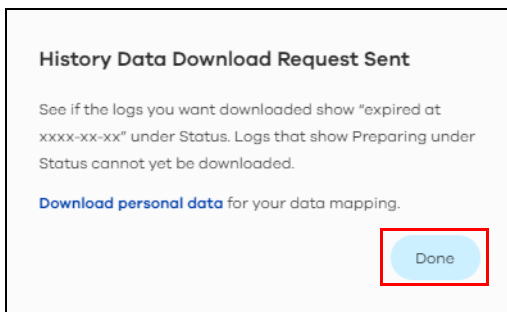 History Data Download Request Sent
See if the logs you want downloaded show “expired at
xxxx-xx-xx” under Status. Logs that show Preparing under
Status cannot yet be downloaded.
Download personal data for your data mapping.
Done